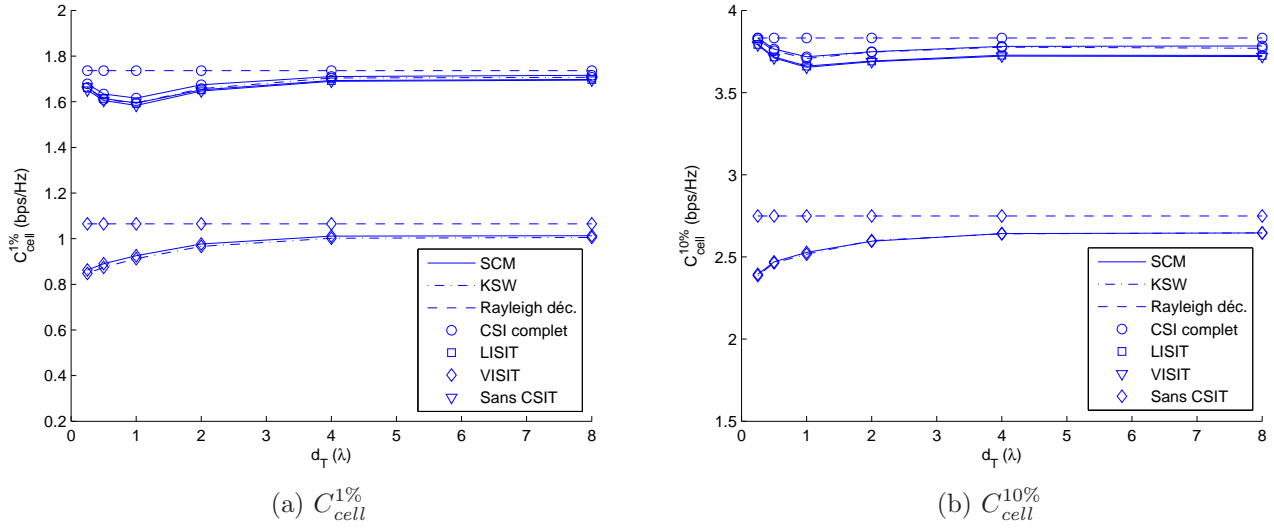 2
1.8
1.6
1.4
1.2
1
0.8
0.6
0.4
0.2
C_cell^1% (bps/Hz)
0 1 2 3 4 5 6 7 8
d_T (λ)
SCM
KSW
Rayleigh déc.
CSI complet
LISIT
VISIT
Sans CSIT
(a) C_cell^1%
4
3.5
3
2.5
2
1.5
C_cell^10% (bps/Hz)
0 1 2 3 4 5 6 7 8
d_T (λ)
SCM
KSW
Rayleigh déc.
CSI complet
LISIT
VISIT
Sans CSIT
(b) C_cell^10%